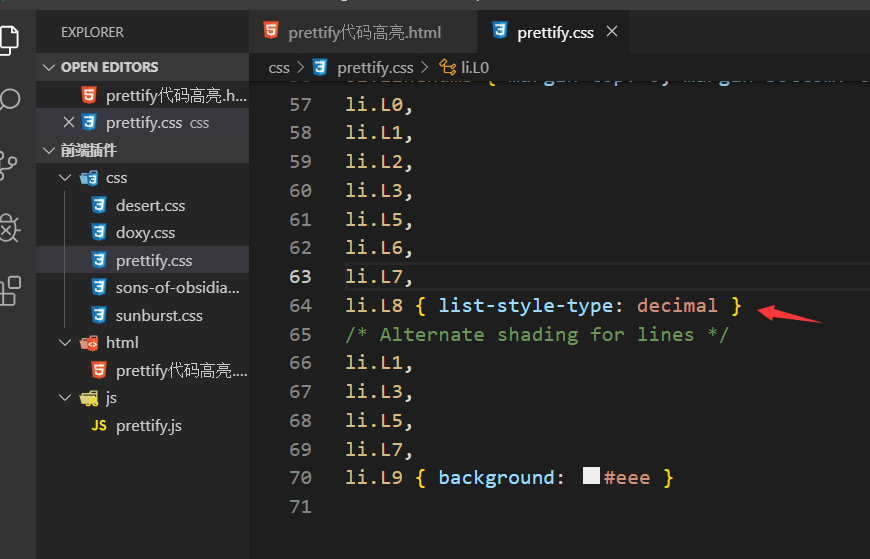 EXPLORER
OPEN EDITORS
prettify代码高亮.h...
prettify.css css
前端插件
css
desert.css
doxy.css
prettify.css
sons-of-obsidia...
sunburst.css
html
prettify代码高亮....
js
JS prettify.js
prettify代码高亮.html
prettify.css
css > prettify.css > li.L0
57 li.L0,
58 li.L1,
59 li.L2,
60 li.L3,
61 li.L5,
62 li.L6,
63 li.L7,
64 li.L8 { list-style-type: decimal }
65 /* Alternate shading for lines */
66 li.L1,
67 li.L3,
68 li.L5,
69 li.L7,
70 li.L9 { background: #eee }
71